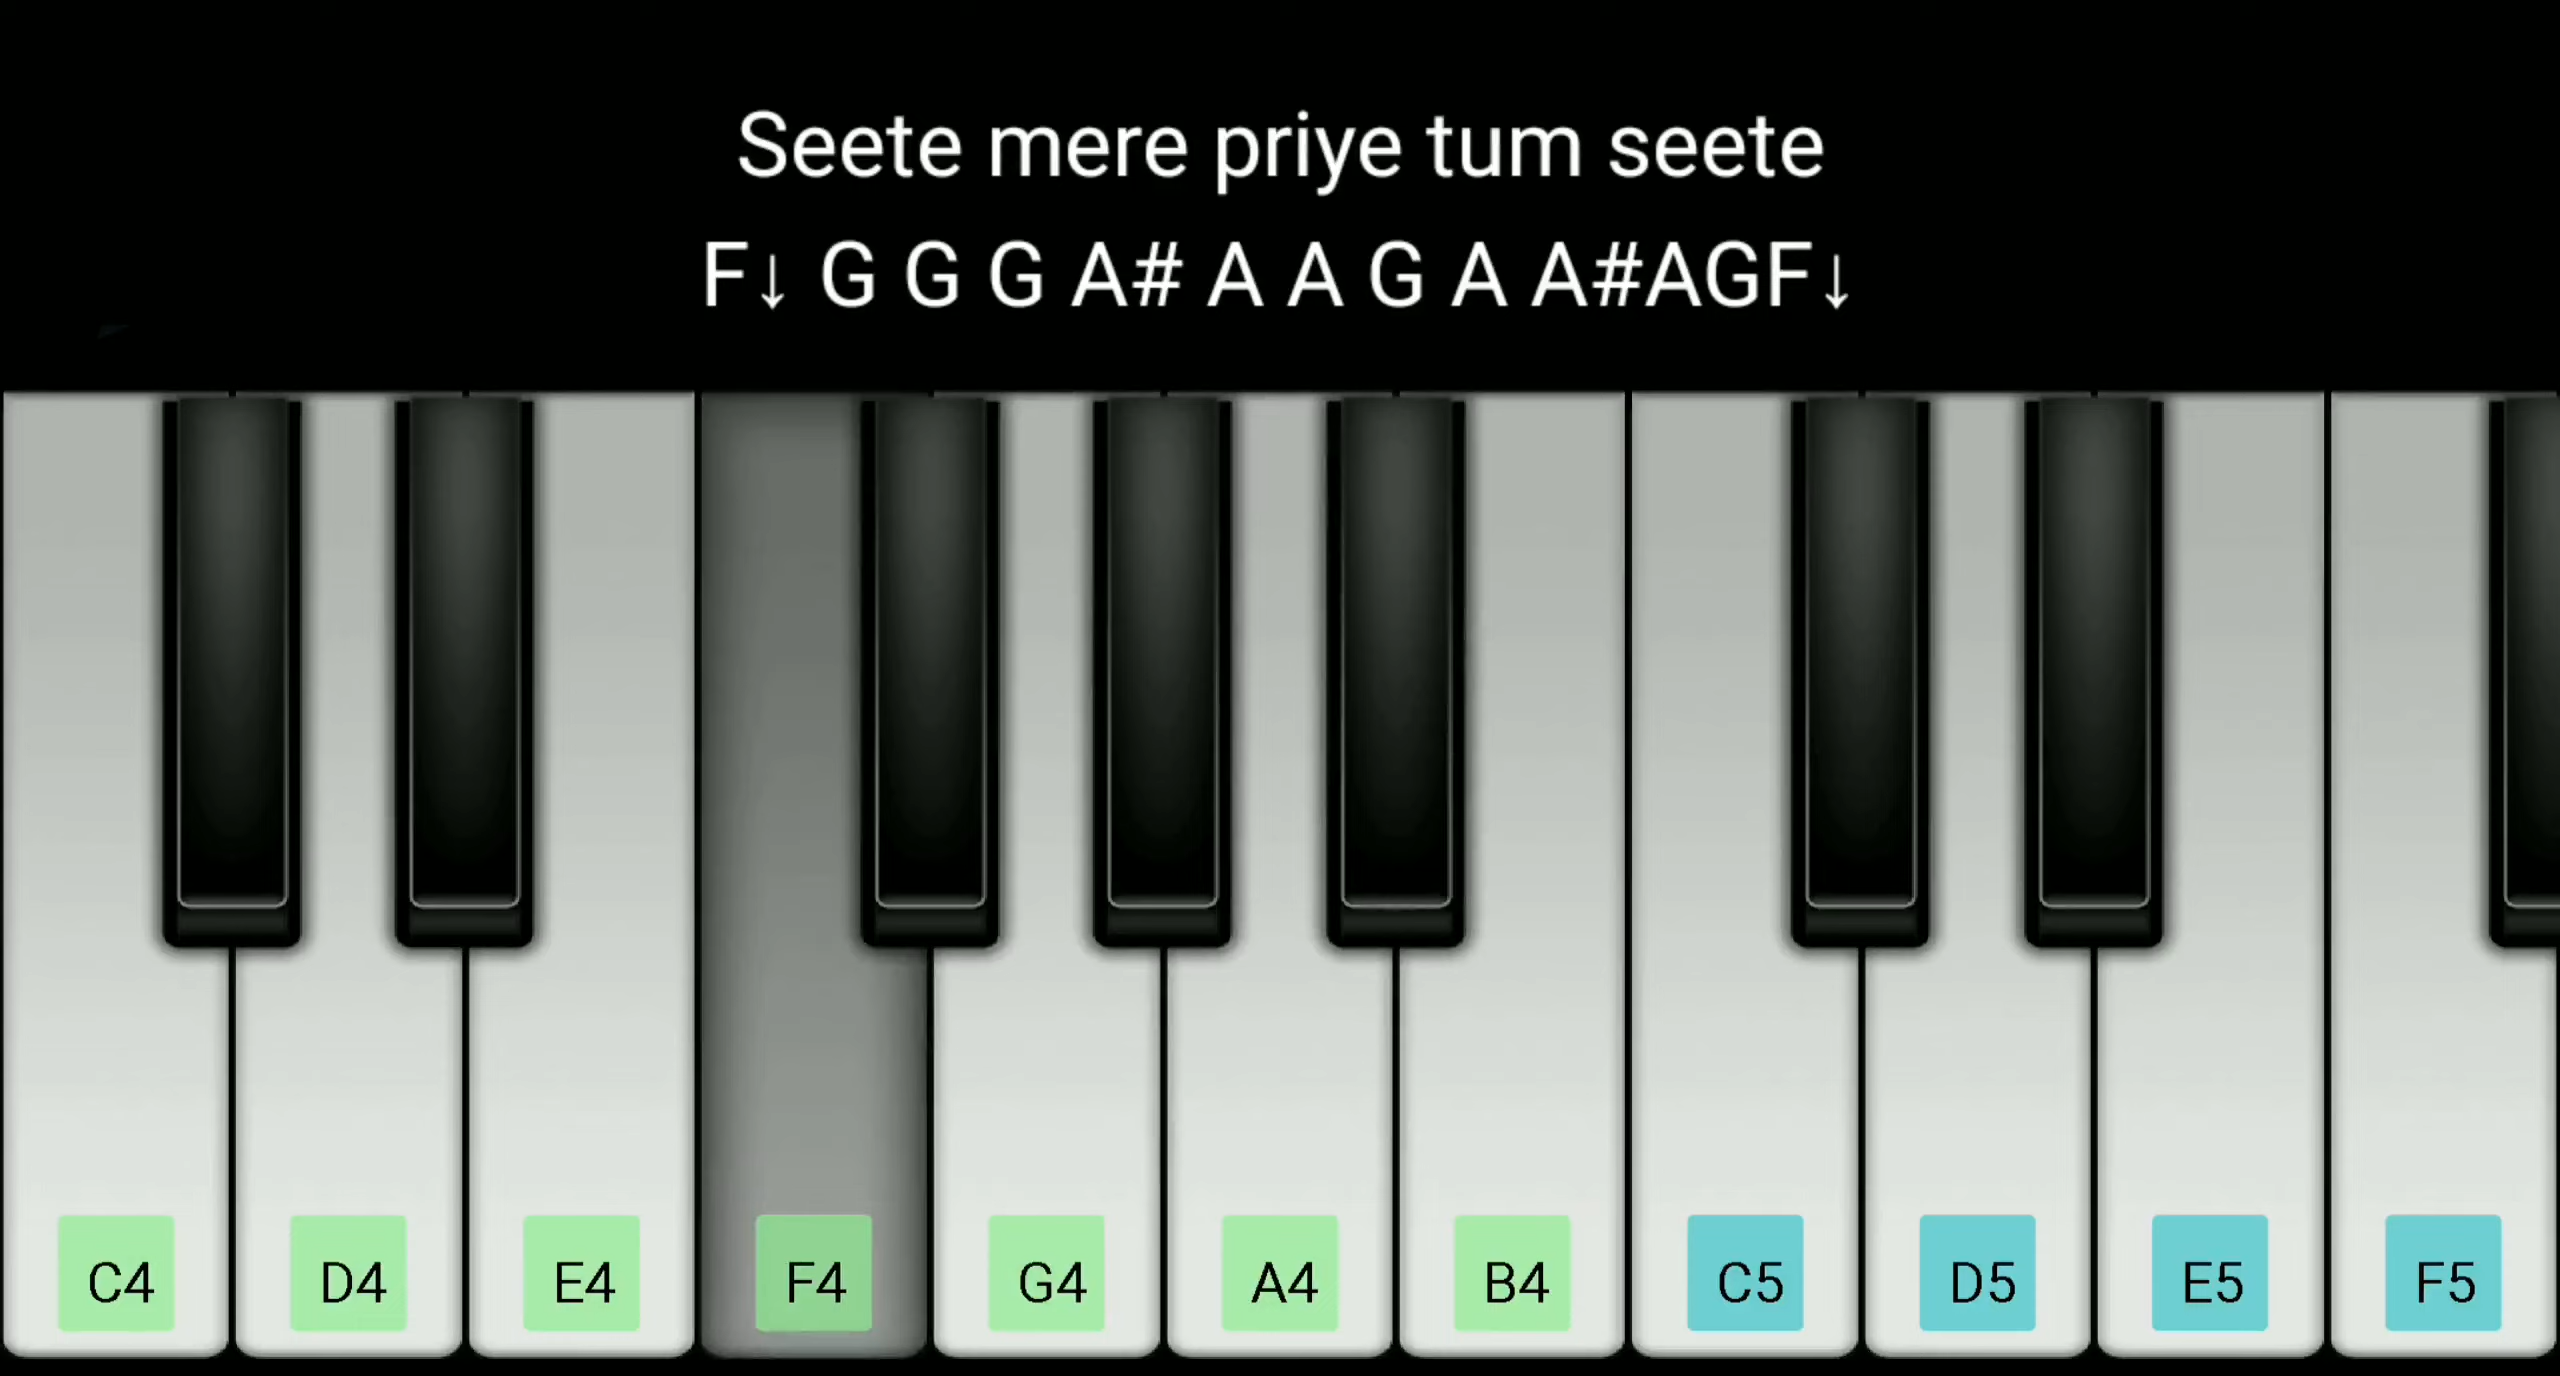 Seete mere priye tum seete
F↓ G G G A# A A G A A#AGF↓
C4 D4 E4 F4 G4 A4 B4 C5 D5 E5 F5